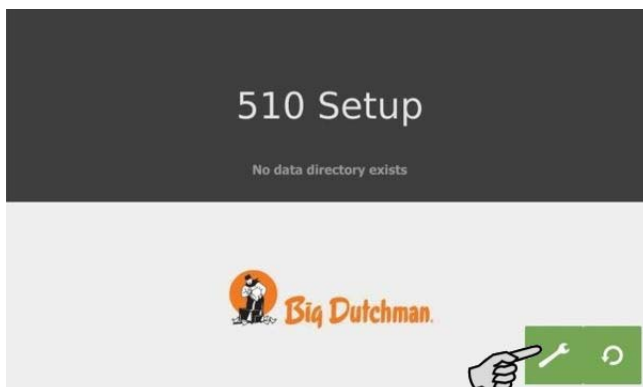 510 Setup
No data directory exists
Big Dutchman.